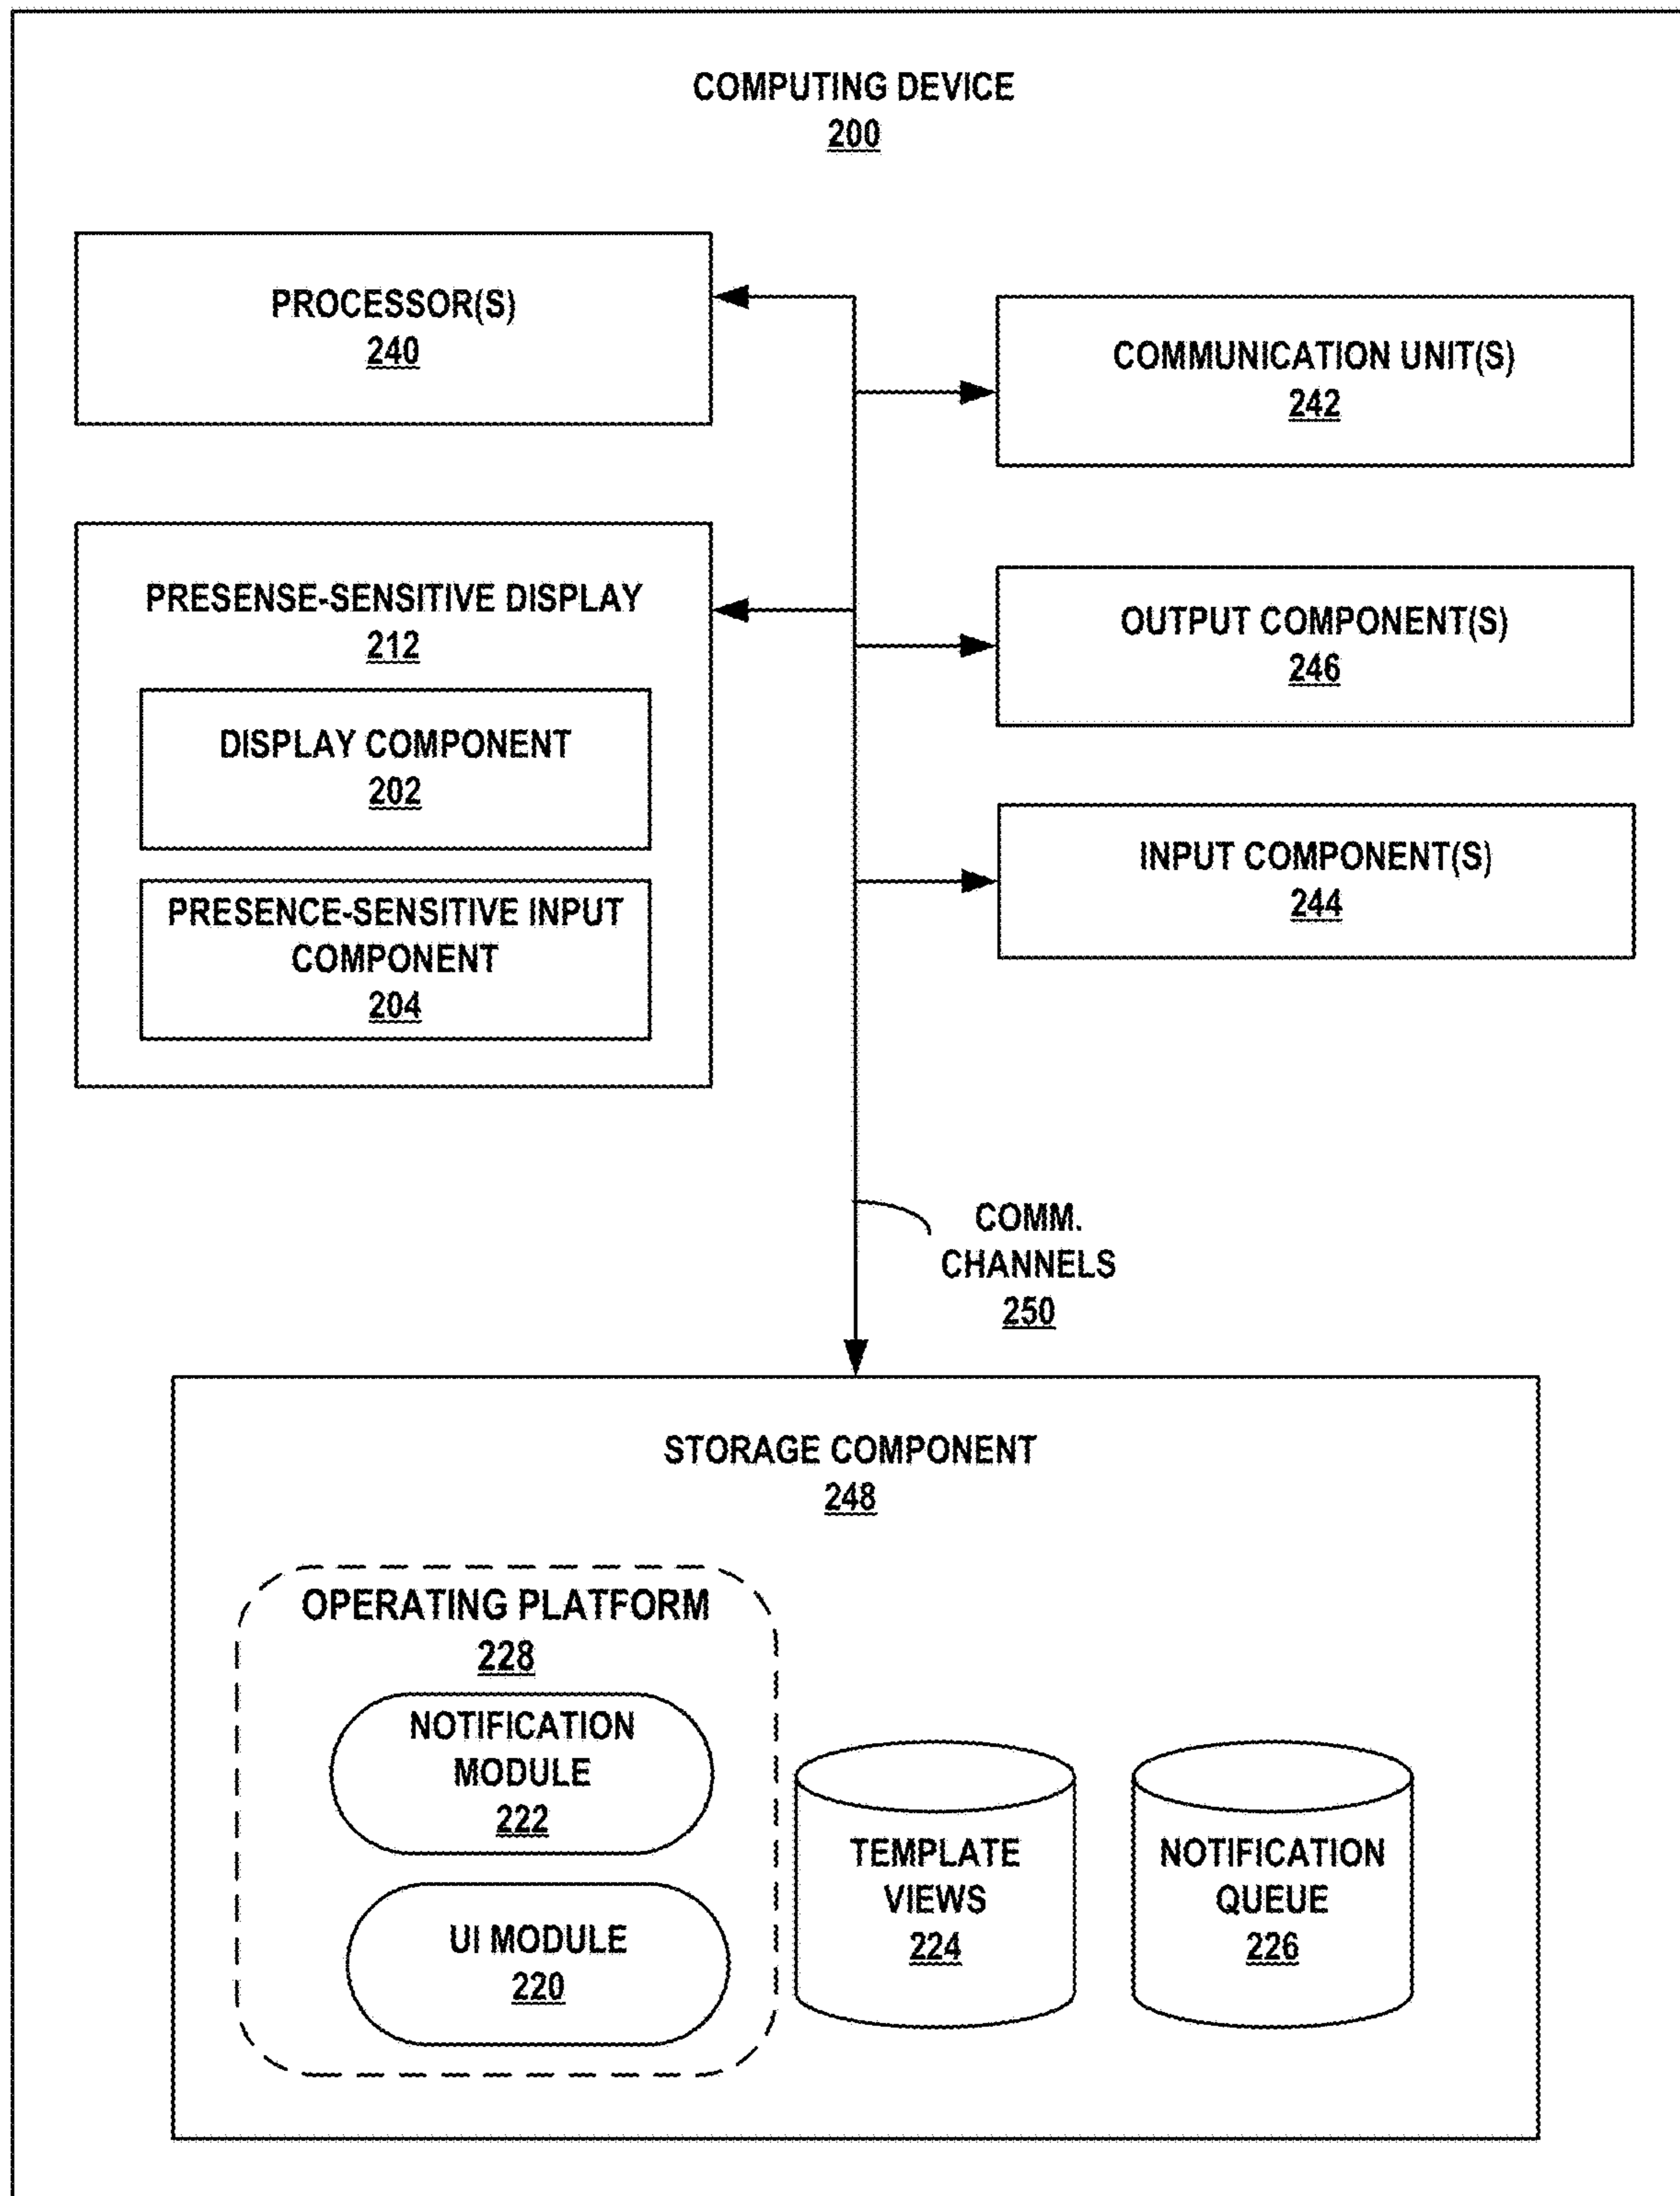 COMPUTING DEVICE
200
PROCESSOR(S)
240
COMMUNICATION UNIT(S)
242
PRESENSE-SENSITIVE DISPLAY
212
DISPLAY COMPONENT
202
PRESENCE-SENSITIVE INPUT
COMPONENT
204
OUTPUT COMPONENT(S)
246
INPUT COMPONENT(S)
244
COMM.
CHANNELS
250
STORAGE COMPONENT
248
OPERATING PLATFORM
228
NOTIFICATION
MODULE
222
UI MODULE
220
TEMPLATE
VIEWS
224
NOTIFICATION
QUEUE
226